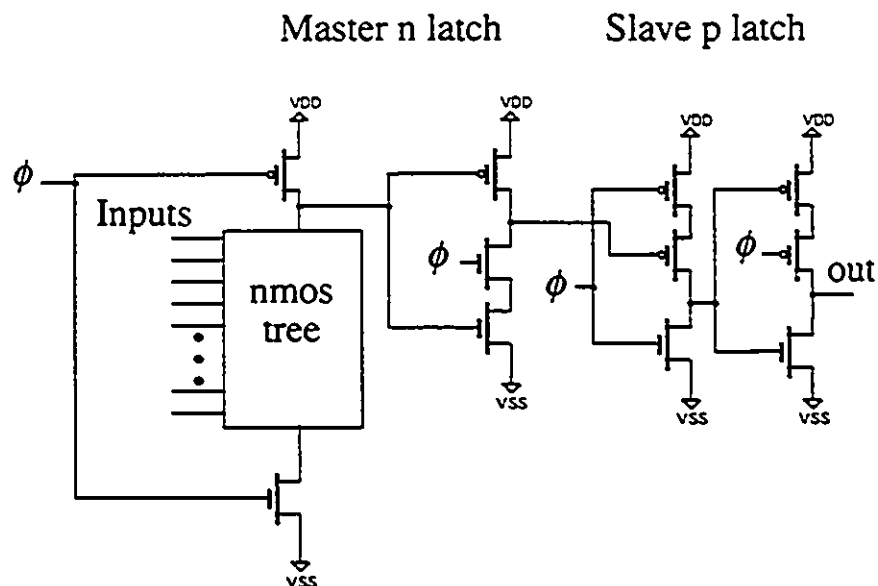 Master n latch
Slave p latch
VDD
VDD
VDD
VDD
ϕ
Inputs
nmos
tree
ϕ
ϕ
ϕ
out
VSS
VSS
VSS
VSS